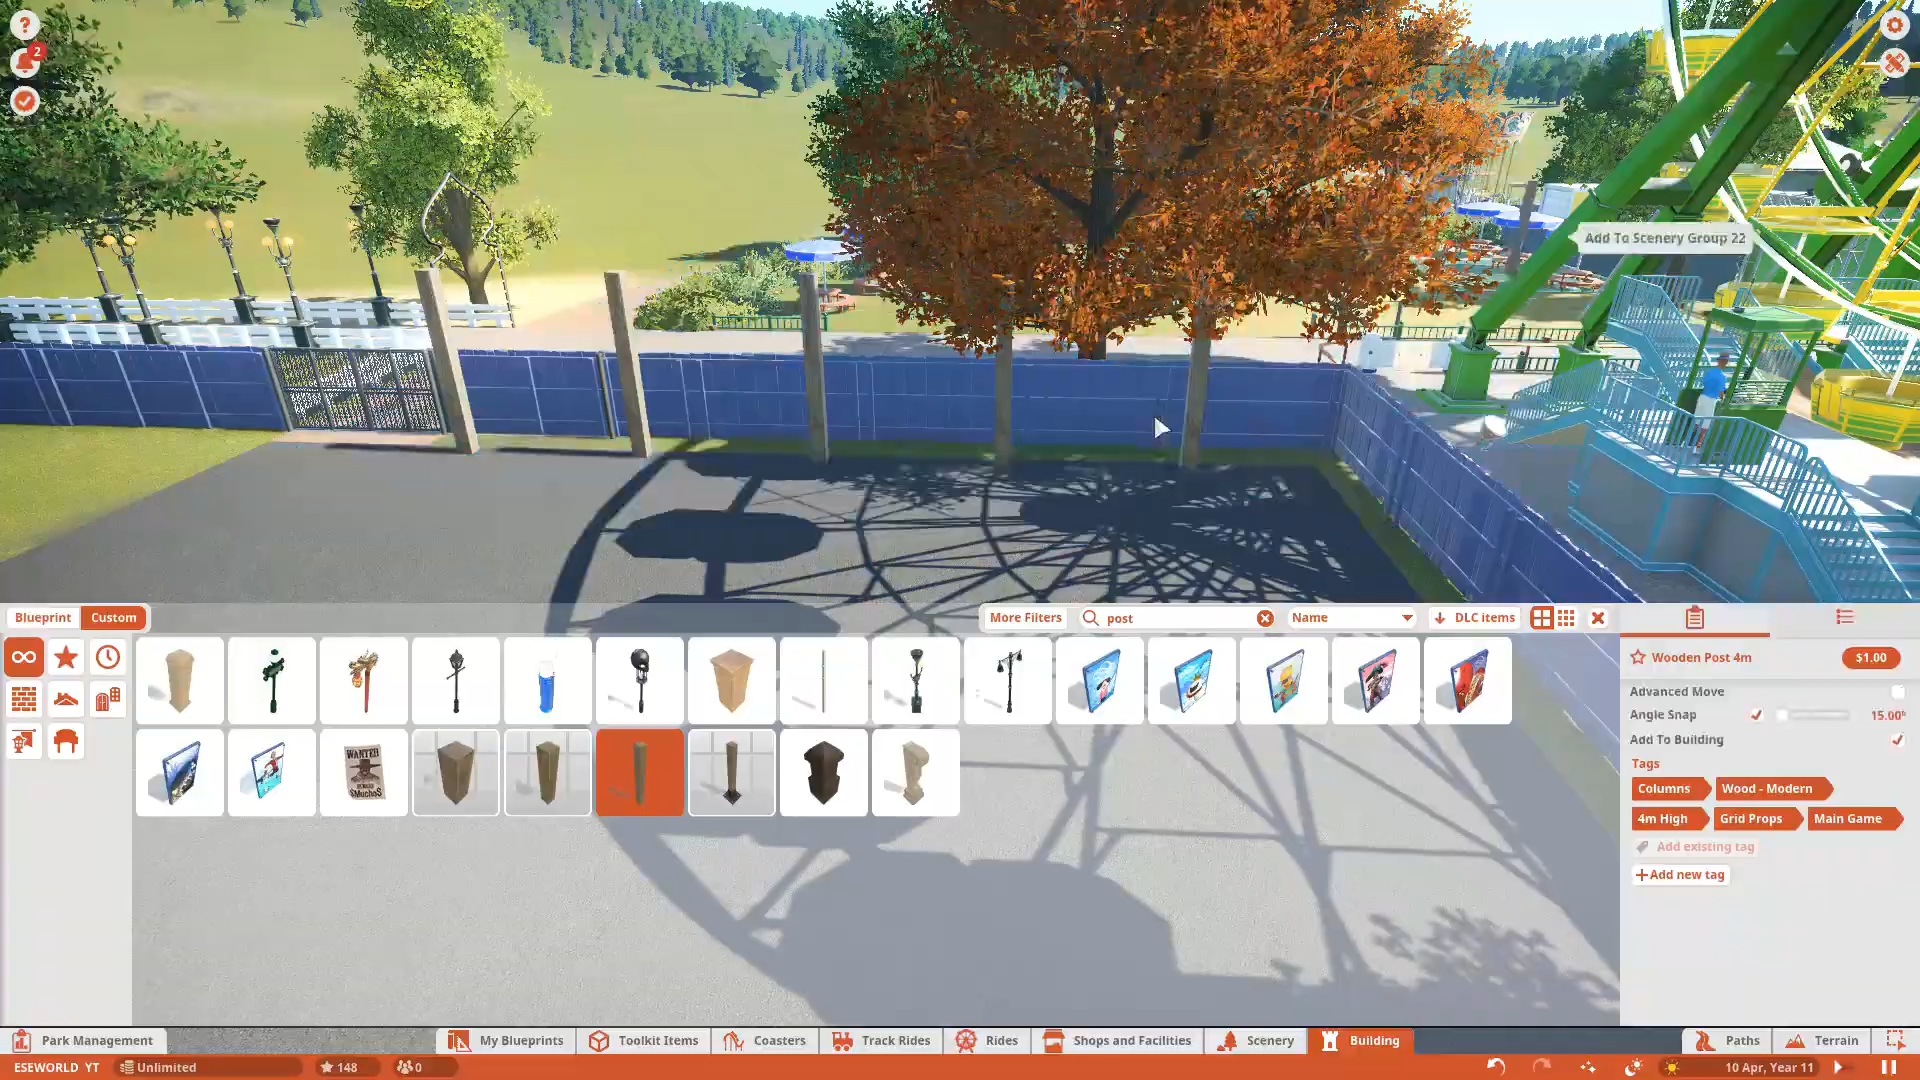 ?
2
Add To Scenery Group 22
Blueprint
Custom
More Filters
post
Name
DLC items
WANTED
Wooden Post 4m
$1.00
Advanced Move
Angle Snap
15.00°
Add To Building
Tags
Columns
Wood - Modern
4m High
Grid Props
Main Game
Add existing tag
+Add new tag
Park Management
My Blueprints
Toolkit Items
Coasters
Track Rides
Rides
Shops and Facilities
Scenery
Building
Paths
Terrain
ESEWORLD YT
Unlimited
148
0
10 Apr, Year 11